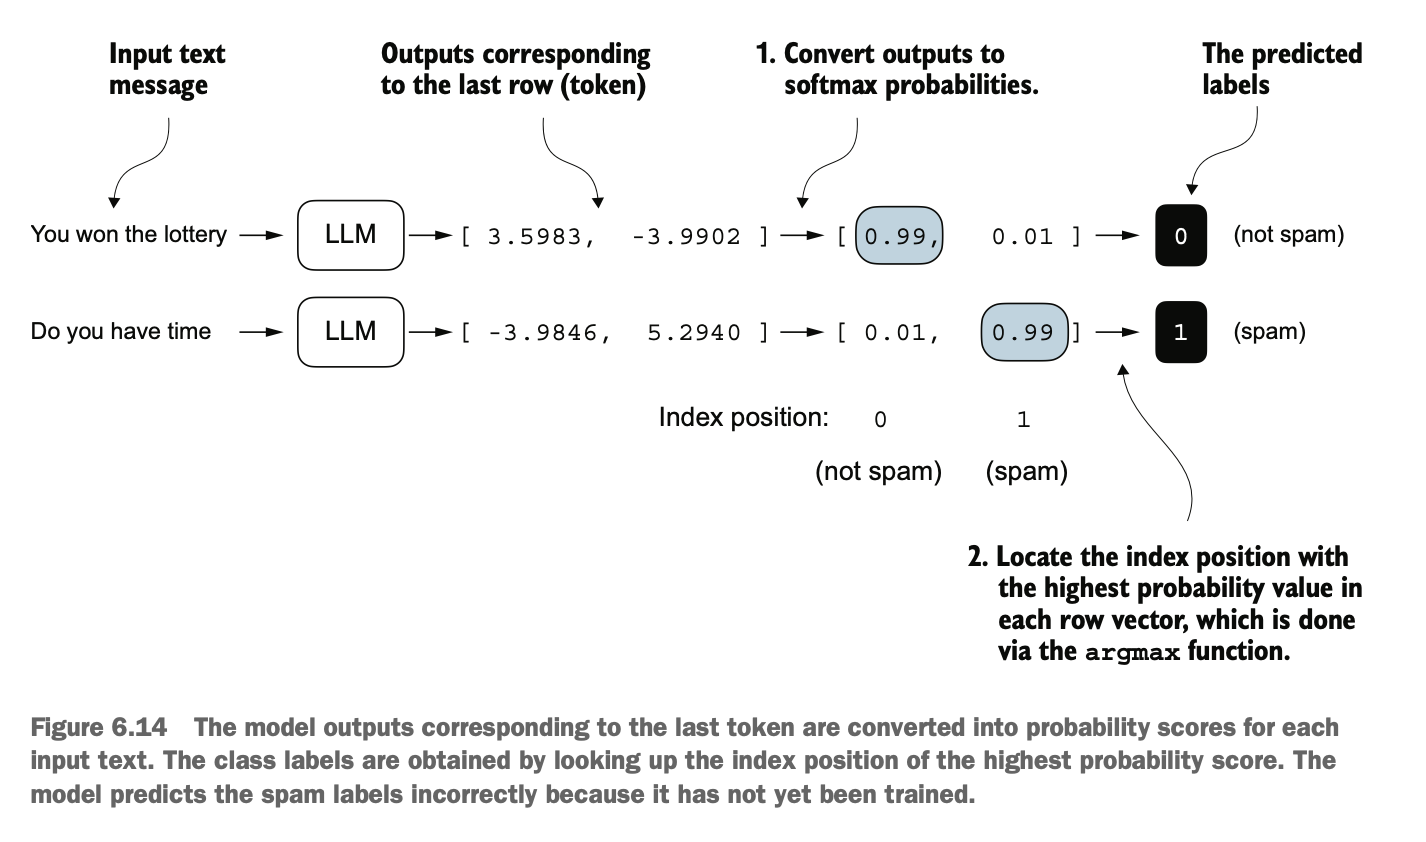 Input text
message
Outputs corresponding
to the last row (token)
1. Convert outputs to
softmax probabilities.
The predicted
labels
You won the lottery
LLM
[ 3.5983, -3.9902 ]
[ 0.99, 0.01 ]
0
(not spam)
Do you have time
LLM
[ -3.9846, 5.2940 ]
[ 0.01, 0.99 ]
1
(spam)
Index position: 0 1
(not spam) (spam)
2. Locate the index position with
the highest probability value in
each row vector, which is done
via the argmax function.
Figure 6.14 The model outputs corresponding to the last token are converted into probability scores for each
input text. The class labels are obtained by looking up the index position of the highest probability score. The
model predicts the spam labels incorrectly because it has not yet been trained.